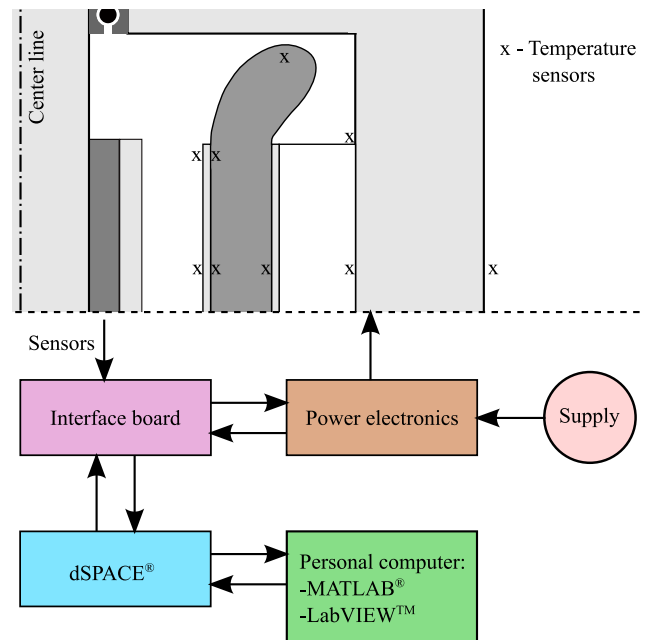 Center line
x - Temperature
sensors
x
x
x x
x x x x x
Sensors
Interface board
Power electronics
Supply
dSPACE®
Personal computer:
-MATLAB®
-LabVIEW™